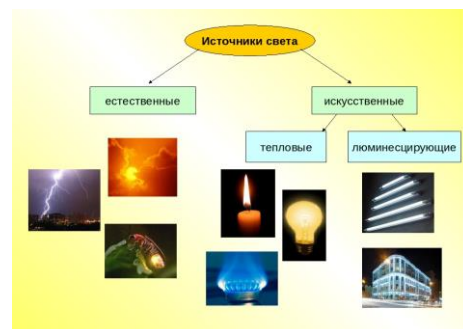 Источники света
естественные
искусственные
тепловые
люминесцирующие